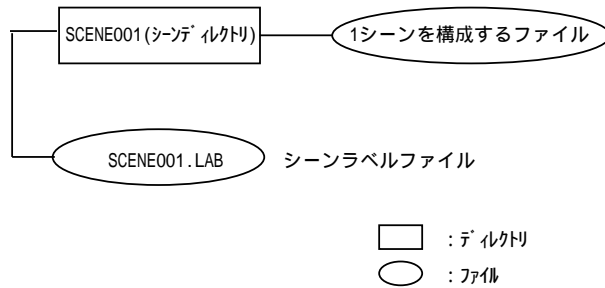 SCENE001(ｼｰﾝﾃﾞｨﾚｸﾄﾘ)
1シーンを構成するファイル
SCENE001.LAB
シーンラベルファイル
:ﾃﾞｨﾚｸﾄﾘ
:ﾌｧｲﾙ